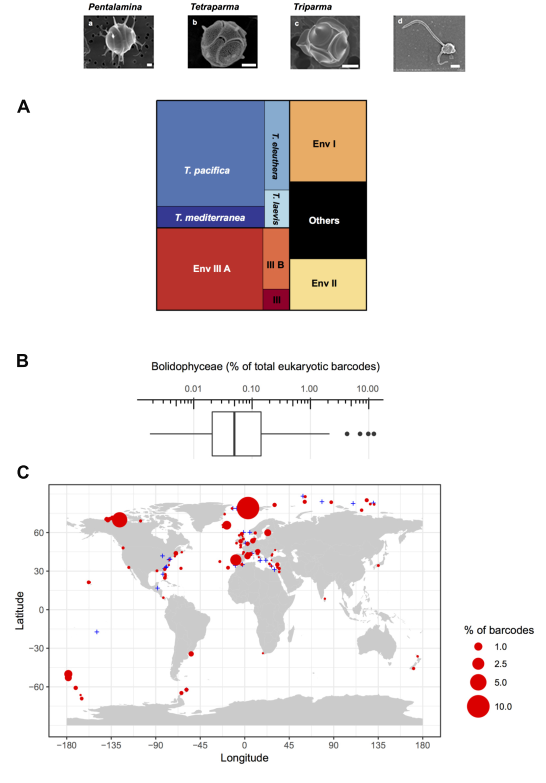 Pentalamina Tetraparma Triparma
a b c d
A
T. pacifica
T. eleuthera
Env I
T. laevis
T. mediterranea
Others
Env III A
III B
Env II
III
B
Bolidophyceae (% of total eukaryotic barcodes)
0.01 0.10 1.00 10.00
C
60
30
0
−30
−60
Latitude
−180 −135 −90 −45 0 45 90 135 180
Longitude
% of barcodes
1.0
2.5
5.0
10.0